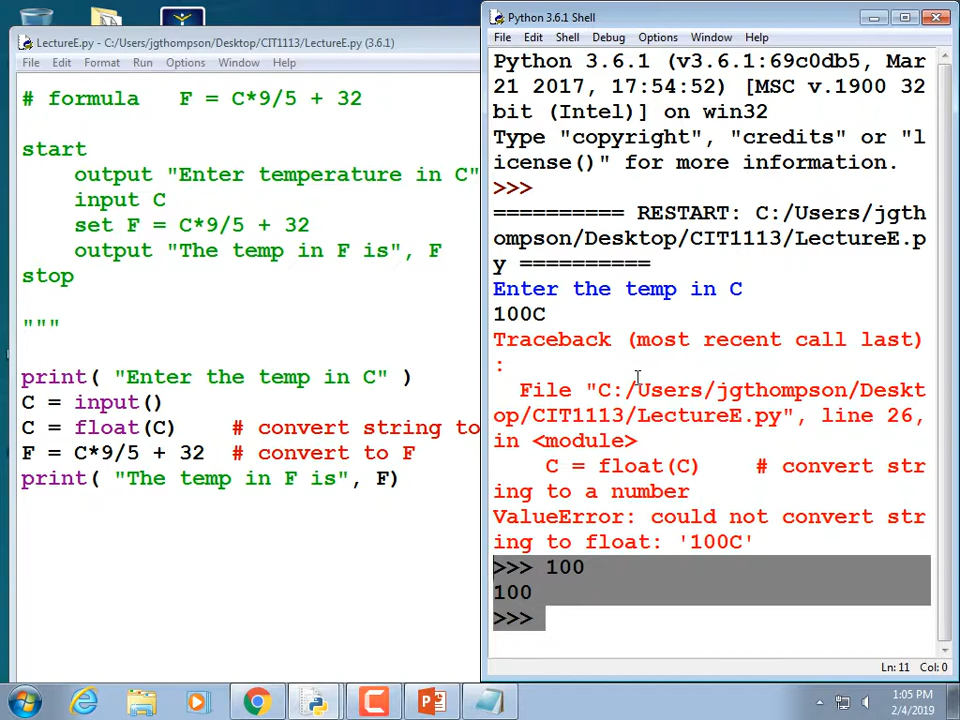 LectureE.py - C:/Users/jgthompson/Desktop/CIT1113/LectureE.py (3.6.1)
File Edit Format Run Options Window Help
# formula F = C*9/5 + 32
start
output "Enter temperature in C"
input C
set F = C*9/5 + 32
output "The temp in F is", F
stop
"""
print( "Enter the temp in C" )
C = input()
C = float(C) # convert string to
F = C*9/5 + 32 # convert to F
print( "The temp in F is", F)
Python 3.6.1 Shell
File Edit Shell Debug Options Window Help
Python 3.6.1 (v3.6.1:69c0db5, Mar
21 2017, 17:54:52) [MSC v.1900 32
bit (Intel)] on win32
Type "copyright", "credits" or "l
icense()" for more information.
>>>
========== RESTART: C:/Users/jgth
ompson/Desktop/CIT1113/LectureE.p
y ==========
Enter the temp in C
100C
Traceback (most recent call last)
:
File "C:/Users/jgthompson/Deskt
op/CIT1113/LectureE.py", line 26,
in <module>
C = float(C) # convert str
ing to a number
ValueError: could not convert str
ing to float: '100C'
>>> 100
100
>>>
Ln: 11 Col: 0
1:05 PM
2/4/2019